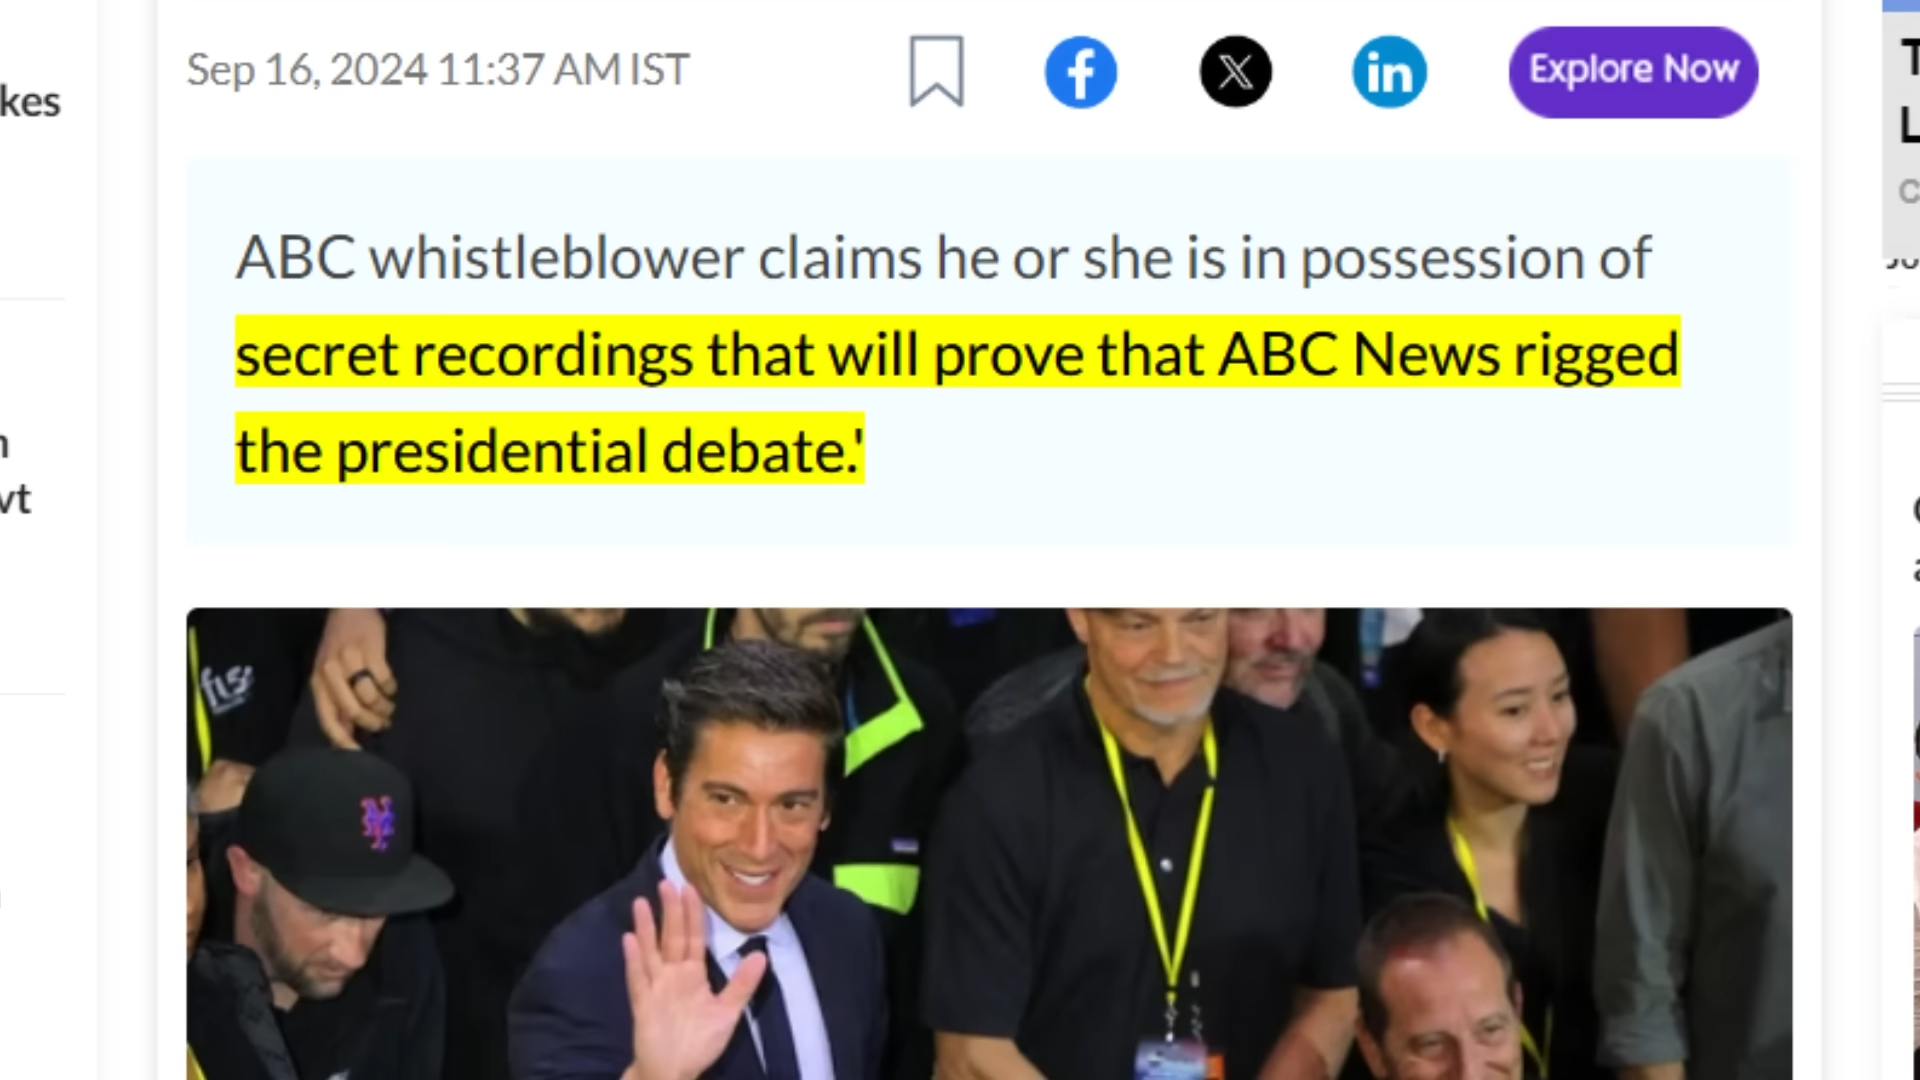 kes
Sep 16, 2024 11:37 AM IST
Explore Now
ABC whistleblower claims he or she is in possession of
secret recordings that will prove that ABC News rigged
the presidential debate.'
vt